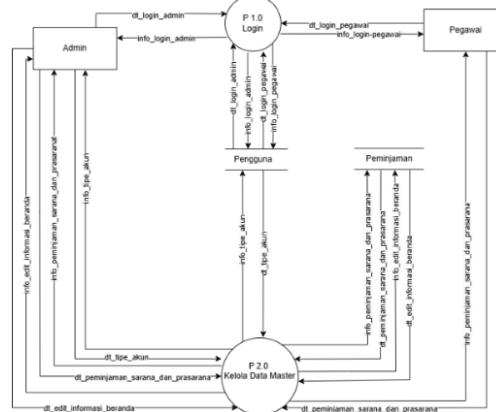 dt_login_admin
P 1.0
Login
dt_login_pegawai
info_login-pegawai
Pegawai
Admin
info_login_admin
dt_login_admin
info_login_admin
dt_login_pegawai
info_login_pegawai
Pengguna
Peminjaman
info_edit_informasi_beranda
info_peminjam_sarana_dan_prasaranat
info_tipe_akun
info_tipe_akun
dt_tipe_akun
info_peminjaman_sarana_dan_prasarana
dt_peminjaman_sarana_dan_prasarana
info_edit_informasi_beranda
dt_edit_informasi_beranda
info_peminjaman_sarana_dan_prasarana
dt_tipe_akun
P 2.0
Kelola Data Master
dt_peminjaman_sarana_dan_prasarana
dt_edit_informasi_beranda
dt_peminjaman_sarana_dan_prasarana